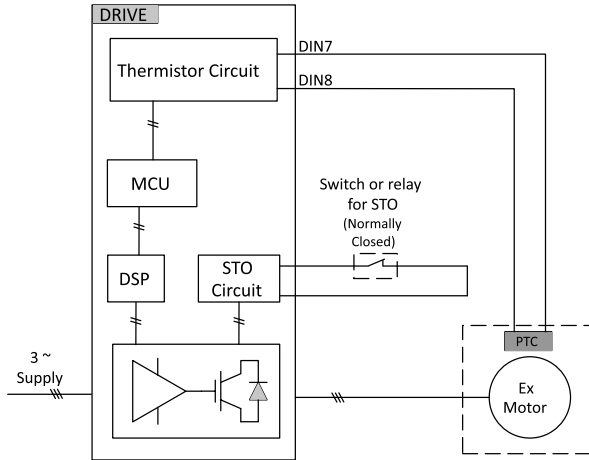 DRIVE
Thermistor Circuit
DIN7
DIN8
MCU
Switch or relay
for STO
(Normally
Closed)
DSP
STO
Circuit
3 ~
Supply
PTC
Ex
Motor